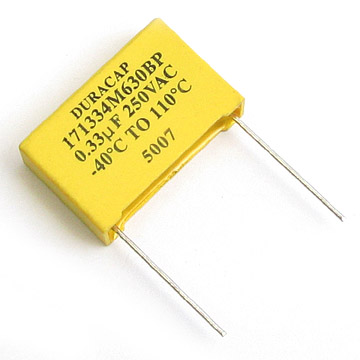 DURACAP
171334M630BP
0.33µF 250VAC
-40°C TO 110°C
5007